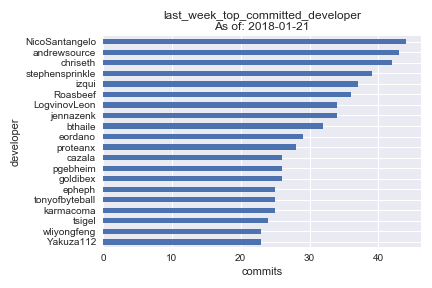 last_week_top_committed_developer
As of: 2018-01-21
NicoSantangelo
andrewsource
chriseth
stephensprinkle
izqui
Roasbeef
LogvinovLeon
jennazenk
bthaile
eordano
proteanx
cazala
pgebheim
goldibex
epheph
tonyofbyteball
karmacoma
tsigel
wliyongfeng
Yakuza112
developer
0 10 20 30 40
commits